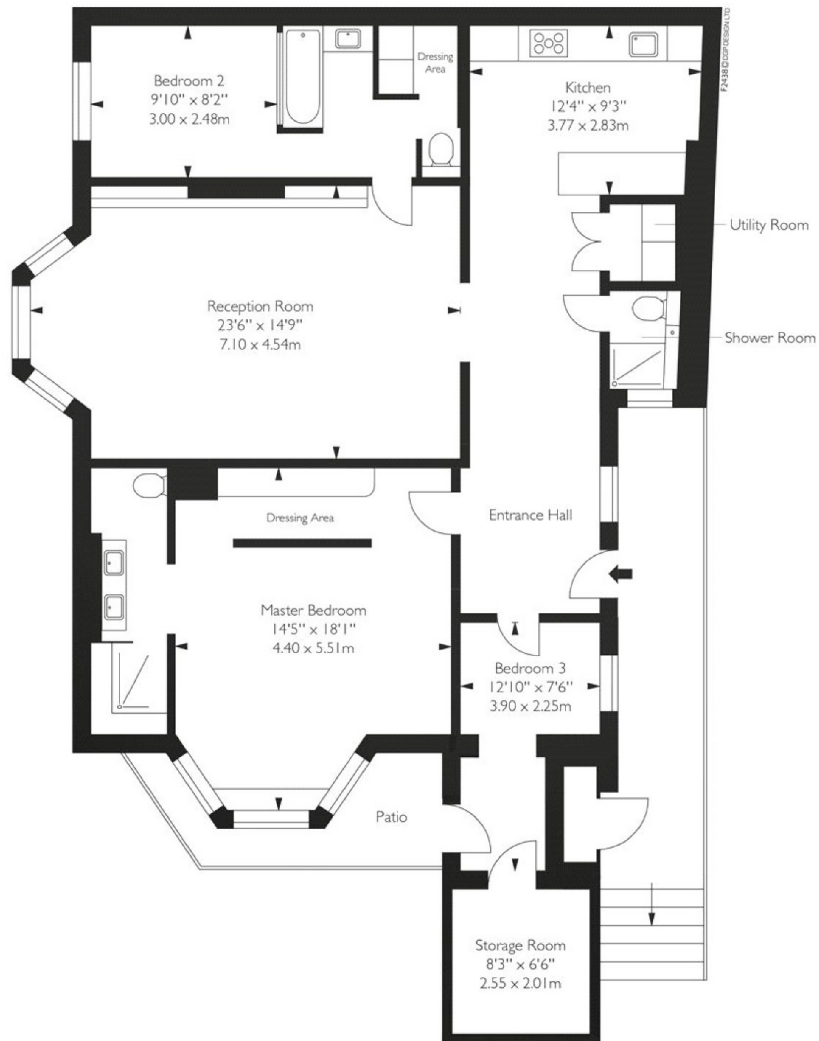 Bedroom 2
9'10" x 8'2"
3.00 x 2.48m
Dressing
Area
Kitchen
12'4" x 9'3"
3.77 x 2.83m
F2438©DDSPDESIGN LTD
Utility Room
Reception Room
23'6" x 14'9"
7.10 x 4.54m
Shower Room
Dressing Area
Entrance Hall
Master Bedroom
14'5" x 18'1"
4.40 x 5.51m
Bedroom 3
12'10" x 7'6"
3.90 x 2.25m
Patio
Storage Room
8'3" x 6'6"
2.55 x 2.01m